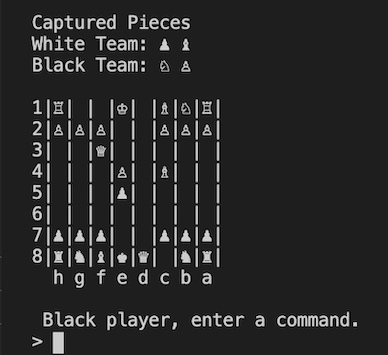 Captured Pieces
White Team: ♟ ♝
Black Team: ♘ ♙
1|♖| | |♔| |♗|♘|♖|
2|♙|♙|♙| | |♙|♙|♙|
3| | |♕| | | | | |
4| | | |♙| |♗| | |
5| | | |♟| | | | |
6| | | | | | | | |
7|♟|♟|♟| | |♟|♟|♟|
8|♜|♞|♝|♚|♕| |♞|♜|
h g f e d c b a
Black player, enter a command.
>